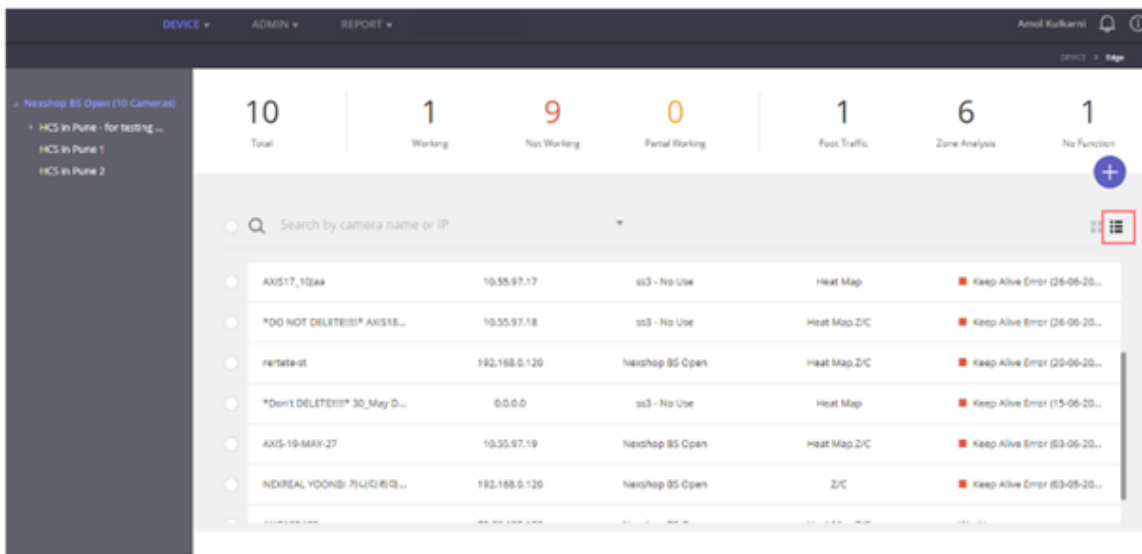 DEVICE ADMIN REPORT Amol Kulkarni
DEVICE > Edge
Nexshop BS Open (10 Cameras)
HCS in Pune - for testing ...
HCS in Pune 1
HCS in Pune 2
10 1 9 0 1 6 1
Total Working Not Working Partial Working Foot Traffic Zone Analysis No Function
Search by camera name or IP
AXIS17_10jaa 10.55.97.17 ss3 - No Use Heat Map Keep Alive Error (26-06-20...
*DO NOT DELETE!!!!!* AXIS18... 10.55.97.18 ss3 - No Use Heat Map,Z/C Keep Alive Error (26-06-20...
rertete-st 192.168.0.120 Nexshop BS Open Heat Map,Z/C Keep Alive Error (20-06-20...
*Don't DELETE!!!!* 30_May D... 0.0.0.0 ss3 - No Use Heat Map Keep Alive Error (15-06-20...
AXIS-19-MAY-27 10.55.97.19 Nexshop BS Open Heat Map,Z/C Keep Alive Error (03-06-20...
NEXREAL YOONBI 192.168.0.120 Nexshop BS Open Z/C Keep Alive Error (03-05-20...